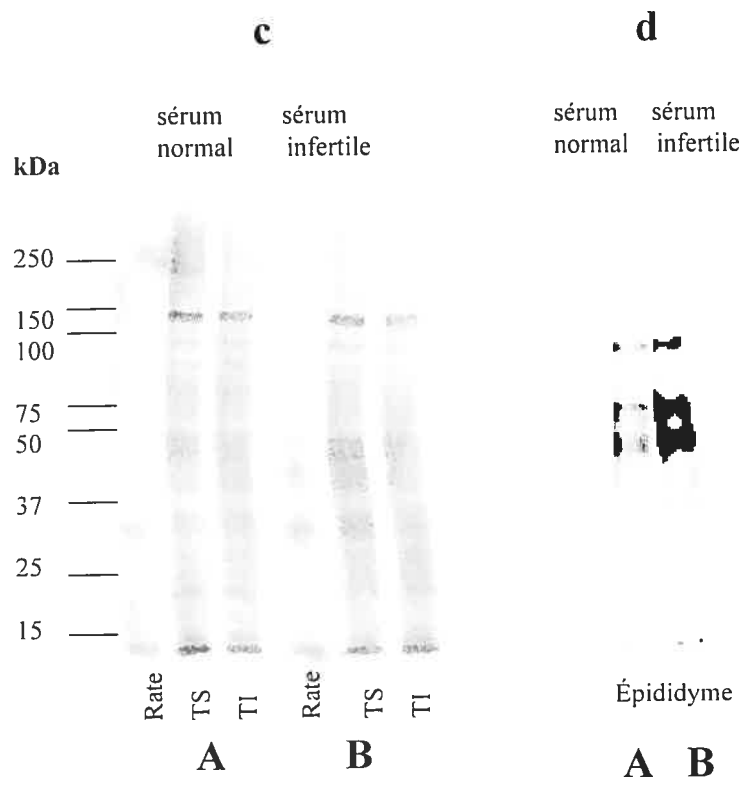 c
d
sérum normal
sérum infertile
sérum normal
sérum infertile
kDa
250
150
100
75
50
37
25
15
Rate
TS
TI
Rate
TS
TI
Épididyme
A
B
A
B